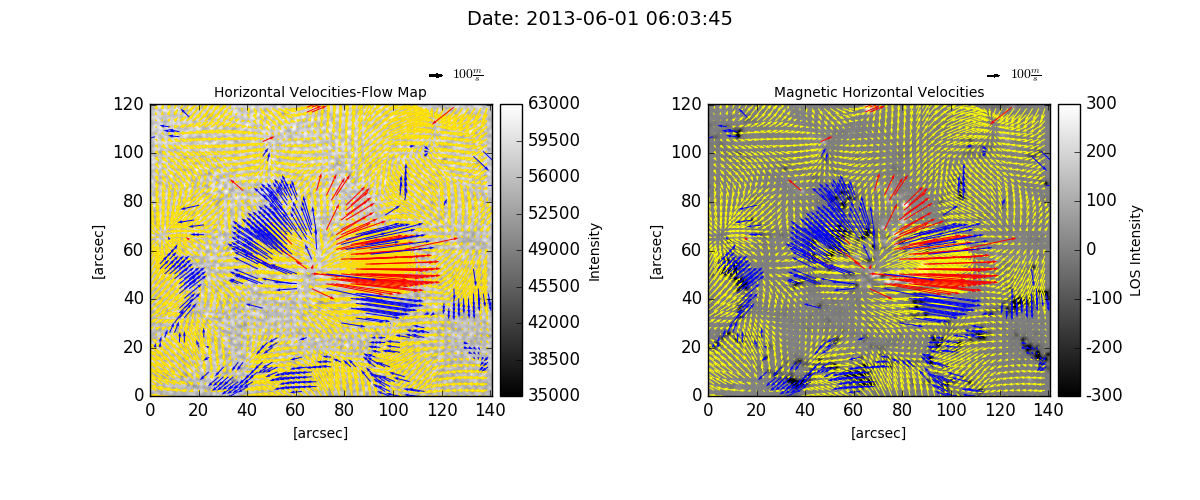 Date: 2013-06-01 06:03:45
100 m/s
Horizontal Velocities-Flow Map
120
100
80
60
40
20
0
0 20 40 60 80 100 120 140
[arcsec]
[arcsec]
63000
59500
56000
52500
49000
45500
42000
38500
35000
Intensity
100 m/s
Magnetic Horizontal Velocities
120
100
80
60
40
20
0
0 20 40 60 80 100 120 140
[arcsec]
[arcsec]
300
200
100
0
-100
-200
-300
LOS Intensity